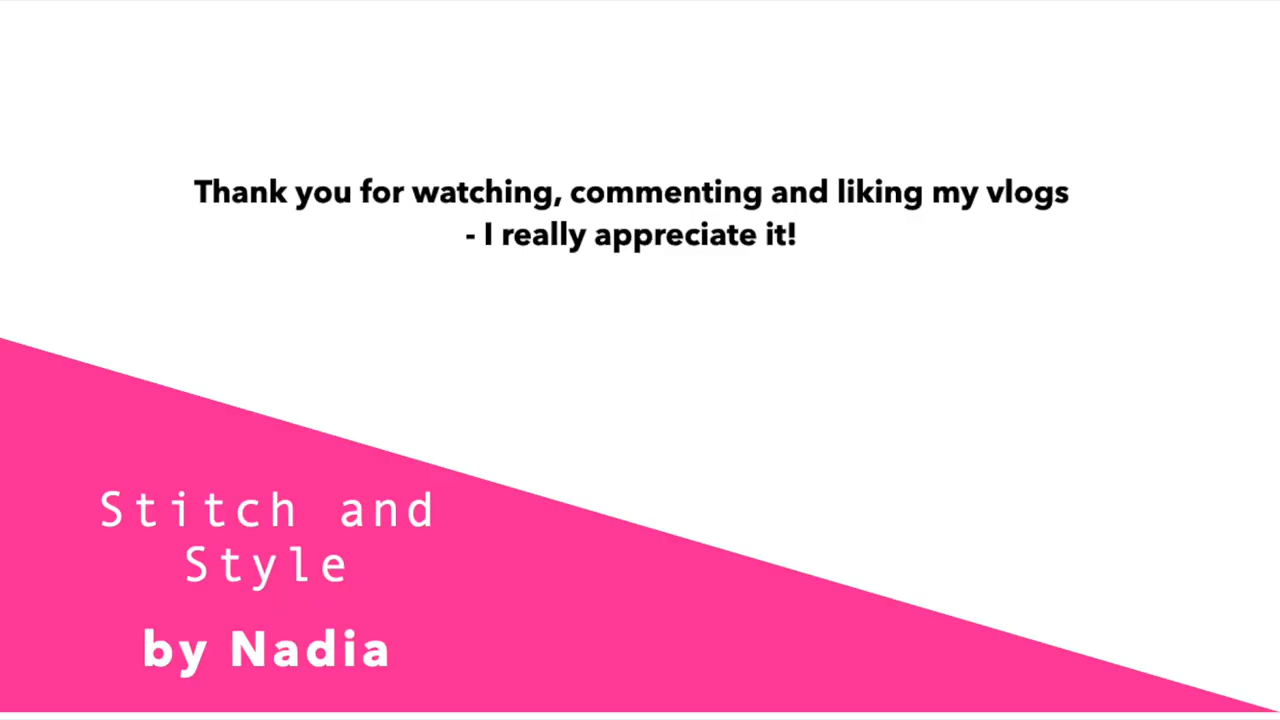 Thank you for watching, commenting and liking my vlogs
- I really appreciate it!
Stitch and
Style
by Nadia